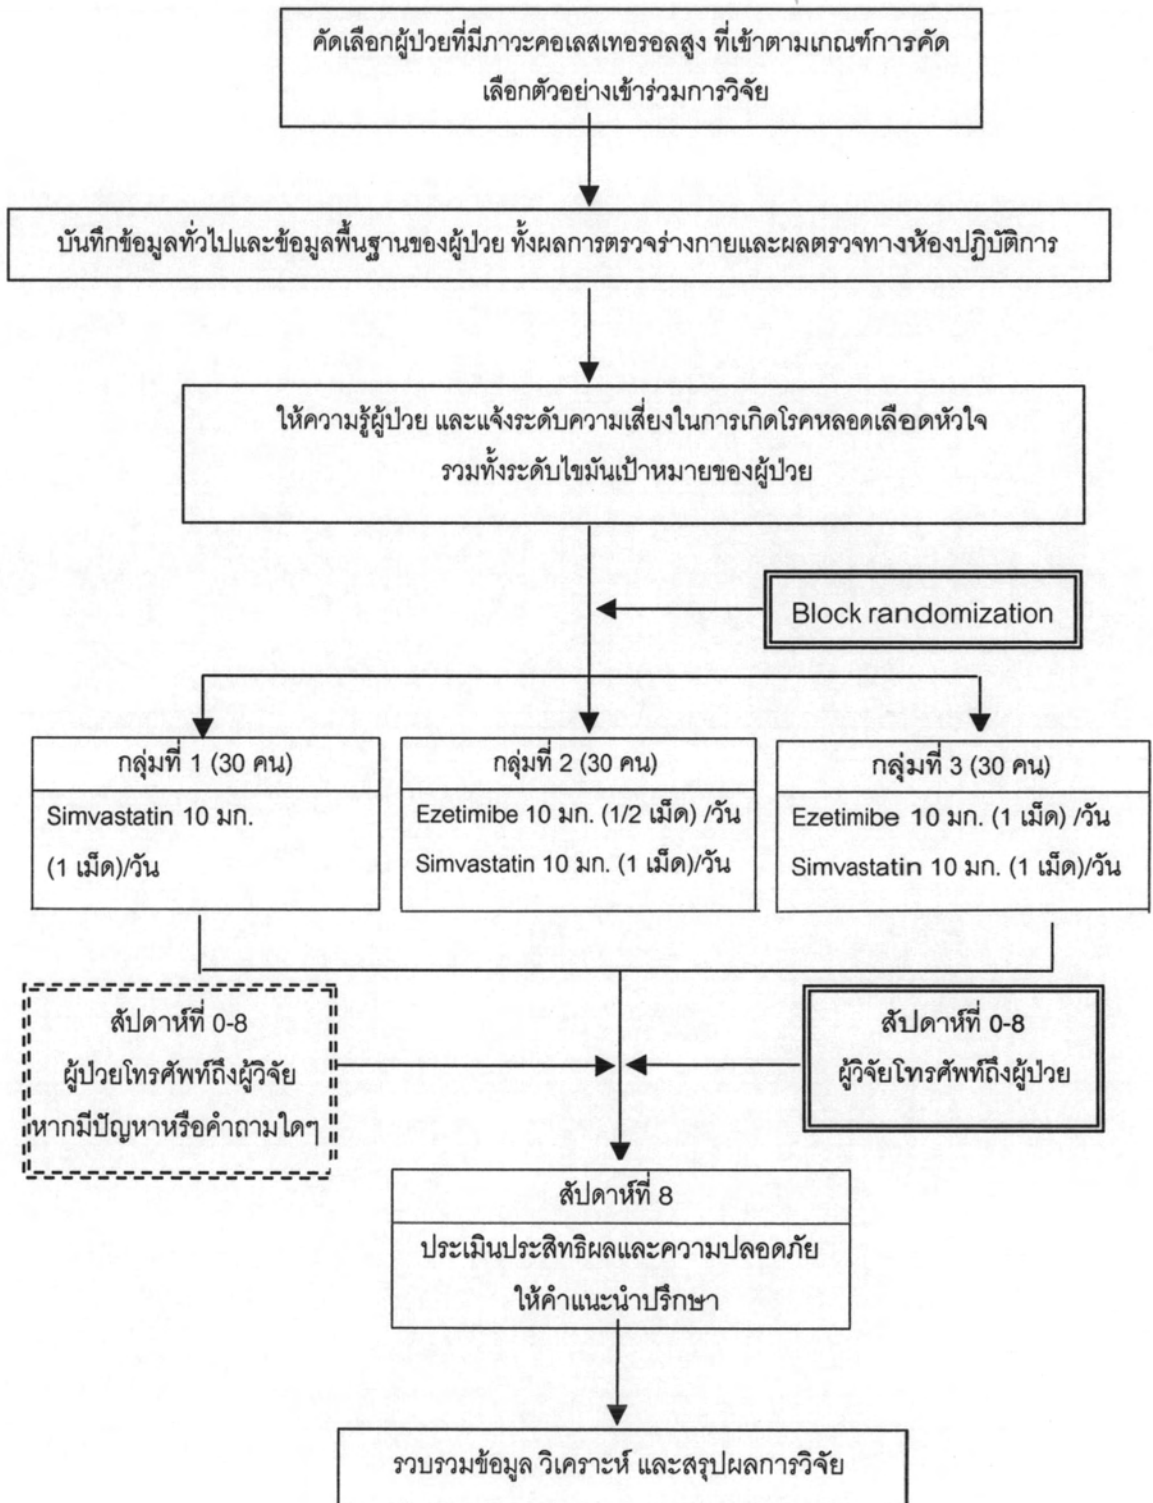 คัดเลือกผู้ป่วยที่มีภาวะคอเลสเทอรอลสูง ที่เข้าตามเกณฑ์การคัด
เลือกตัวอย่างเข้าร่วมการวิจัย
บันทึกข้อมูลทั่วไปและข้อมูลพื้นฐานของผู้ป่วย ทั้งผลการตรวจร่างกายและผลตรวจทางห้องปฏิบัติการ
ให้ความรู้ผู้ป่วย และแจ้งระดับความเสี่ยงในการเกิดโรคหลอดเลือดหัวใจ
รวมทั้งระดับไขมันเป้าหมายของผู้ป่วย
Block randomization
กลุ่มที่ 1 (30 คน)
Simvastatin 10 มก.
(1 เม็ด)/วัน
กลุ่มที่ 2 (30 คน)
Ezetimibe 10 มก. (1/2 เม็ด) /วัน
Simvastatin 10 มก. (1 เม็ด)/วัน
กลุ่มที่ 3 (30 คน)
Ezetimibe 10 มก. (1 เม็ด) /วัน
Simvastatin 10 มก. (1 เม็ด)/วัน
สัปดาห์ที่ 0-8
ผู้ป่วยโทรศัพท์ถึงผู้วิจัย
หากมีปัญหาหรือคำถามใดๆ
สัปดาห์ที่ 0-8
ผู้วิจัยโทรศัพท์ถึงผู้ป่วย
สัปดาห์ที่ 8
ประเมินประสิทธิผลและความปลอดภัย
ให้คำแนะนำปรึกษา
รวบรวมข้อมูล วิเคราะห์ และสรุปผลการวิจัย